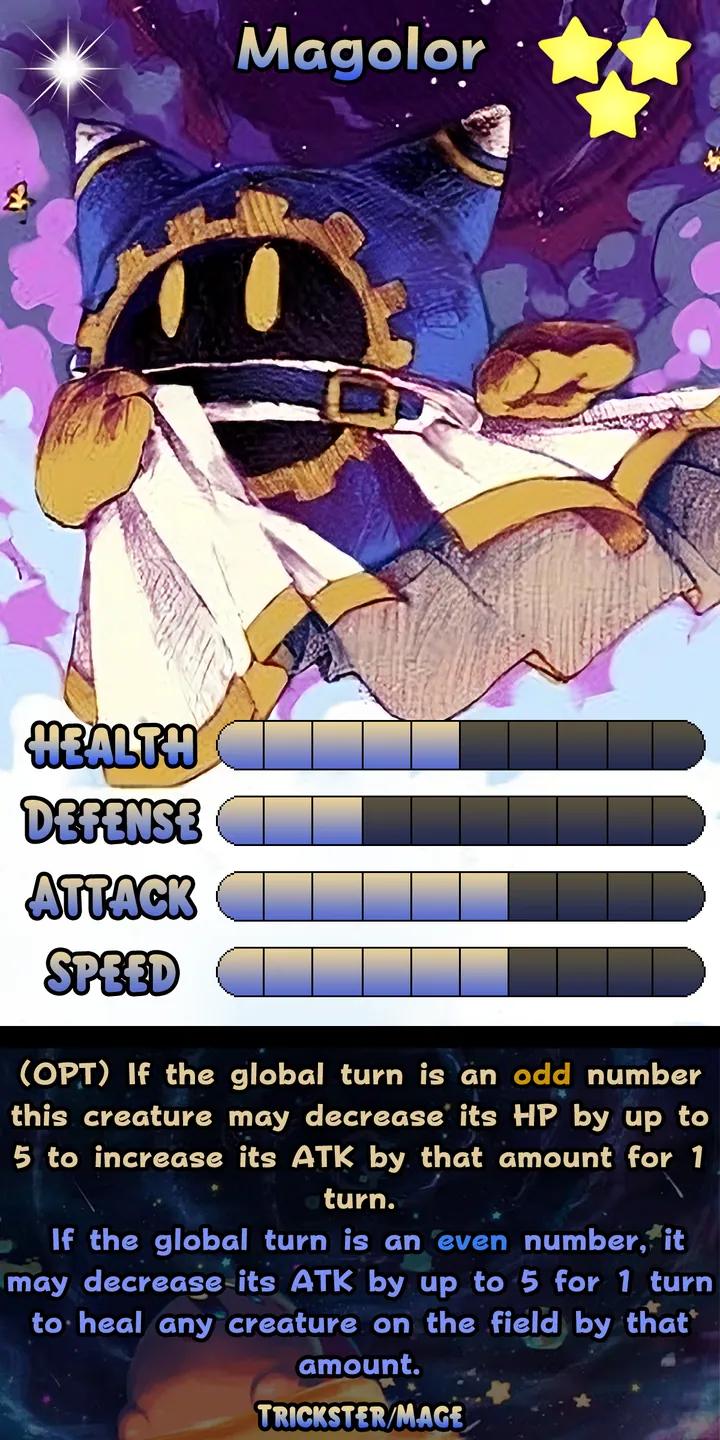 Magolor
HEALTH
DEFENSE
ATTACK
SPEED
(OPT) If the global turn is an odd number
this creature may decrease its HP by up to
5 to increase its ATK by that amount for 1
turn.
If the global turn is an even number, it
may decrease its ATK by up to 5 for 1 turn
to heal any creature on the field by that
amount.
TRICKSTER/MAGE